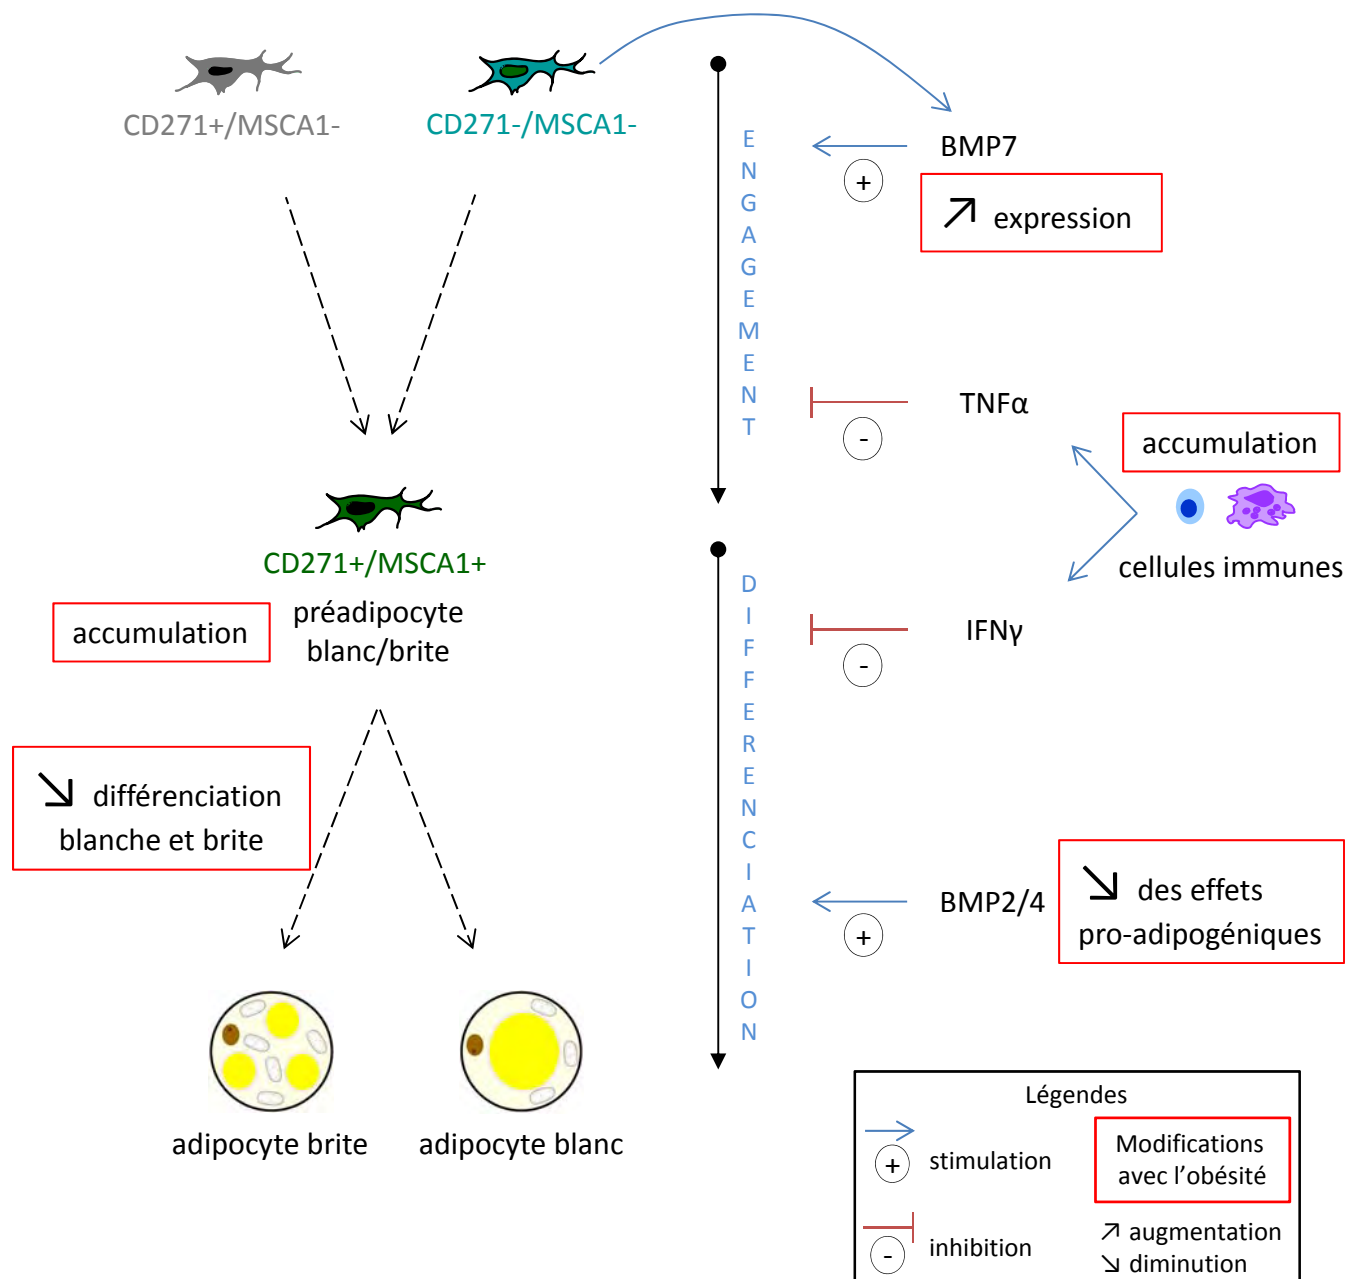 CD271+/MSCA1-
CD271-/MSCA1-
ENGAGEMENT
BMP7
+
↗ expression
TNFα
-
accumulation
cellules immunes
CD271+/MSCA1+
préadipocyte
blanc/brite
accumulation
DIFFERENCIATION
IFNγ
-
↘ différenciation
blanche et brite
BMP2/4
+
↘ des effets
pro-adipogéniques
adipocyte brite
adipocyte blanc
Légendes
+ stimulation
- inhibition
Modifications
avec l’obésité
↗ augmentation
↘ diminution